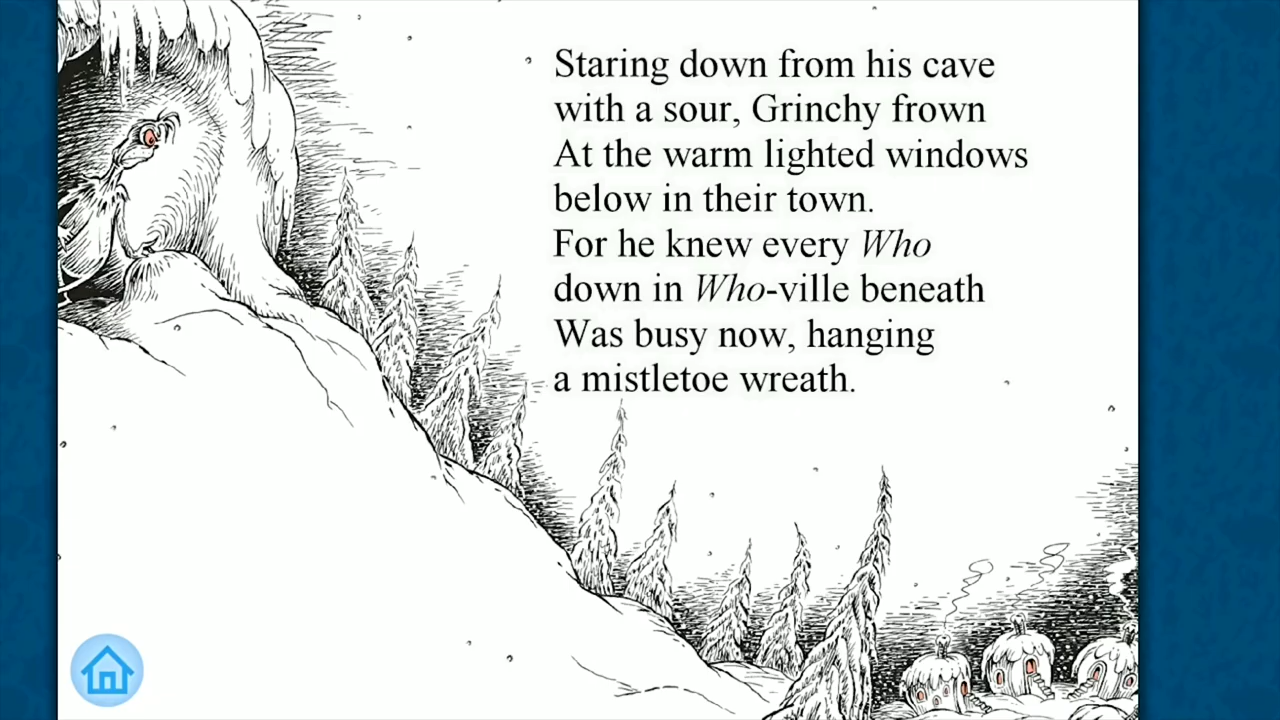 Staring down from his cave
with a sour, Grinchy frown
At the warm lighted windows
below in their town.
For he knew every Who
down in Who-ville beneath
Was busy now, hanging
a mistletoe wreath.